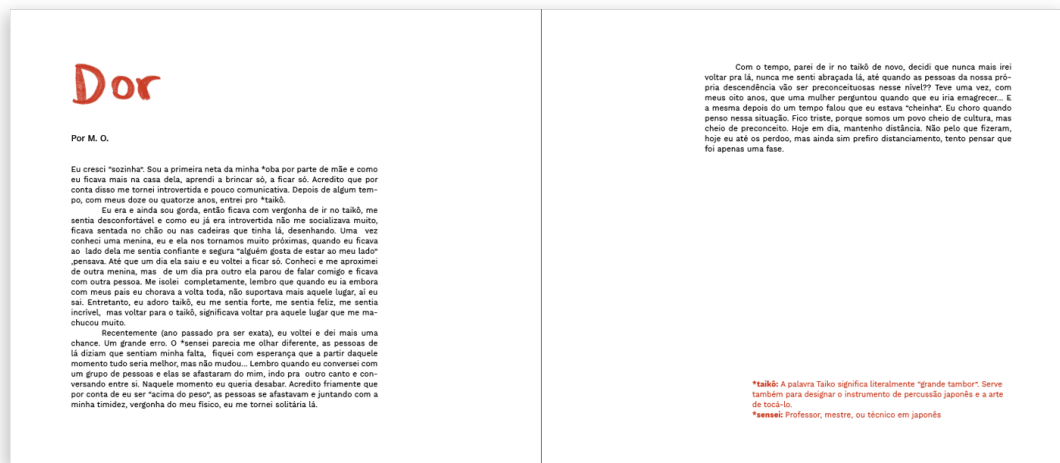 Dor
Por M. O.
Eu cresci "sozinha". Sou a primeira neta da minha *oba por parte de mãe e como
eu ficava mais na casa dela, aprendi a brincar só, a ficar só. Acredito que por
conta disso me tornei introvertida e pouco comunicativa. Depois de algum tem-
po, com meus doze ou quatorze anos, entrei pro *taikô.
Eu era e ainda sou gorda, então ficava com vergonha de ir no taikô, me
sentia desconfortável e como eu já era introvertida não me socializava muito,
ficava sentada no chão ou nas cadeiras que tinha lá, desenhando. Uma vez
conheci uma menina, eu e ela nos tornamos muito próximas, quando eu ficava
ao lado dela me sentia confiante e segura "alguém gosta de estar ao meu lado"
,pensava. Até que um dia ela saiu e eu voltei a ficar só. Conheci e me aproximei
de outra menina, mas de um dia pra outro ela parou de falar comigo e ficava
com outra pessoa. Me isolei completamente, lembro que quando eu ia embora
com meus pais eu chorava a volta toda, não suportava mais aquele lugar, aí eu
sai. Entretanto, eu adoro taikô, eu me sentia forte, me sentia feliz, me sentia
incrível, mas voltar para o taikô, significava voltar pra aquele lugar que me ma-
chucou muito.
Recentemente (ano passado pra ser exata), eu voltei e dei mais uma
chance. Um grande erro. O *sensei parecia me olhar diferente, as pessoas de
lá diziam que sentiam minha falta, fiquei com esperança que a partir daquele
momento tudo seria melhor, mas não mudou... Lembro quando eu conversei com
um grupo de pessoas e elas se afastaram do mim, indo pra outro canto e con-
versando entre si. Naquele momento eu queria desabar. Acredito friamente que
por conta de eu ser "acima do peso", as pessoas se afastavam e juntando com a
minha timidez, vergonha do meu físico, eu me tornei solitária lá.
Com o tempo, parei de ir no taikô de novo, decidi que nunca mais irei
voltar pra lá, nunca me senti abraçada lá, até quando as pessoas da nossa pró-
pria descendência vão ser preconceituosas nesse nível?? Teve uma vez, com
meus oito anos, que uma mulher perguntou quando que eu iria emagrecer... E
a mesma depois do um tempo falou que eu estava "cheinha". Eu choro quando
penso nessa situação. Fico triste, porque somos um povo cheio de cultura, mas
cheio de preconceito. Hoje em dia, mantenho distância. Não pelo que fizeram,
hoje eu até os perdoo, mas ainda sim prefiro distanciamento, tento pensar que
foi apenas uma fase.
*taikô: A palavra Taiko significa literalmente "grande tambor". Serve
também para designar o instrumento de percussão japonês e a arte
de tocá-lo.
*sensei: Professor, mestre, ou técnico em japonês